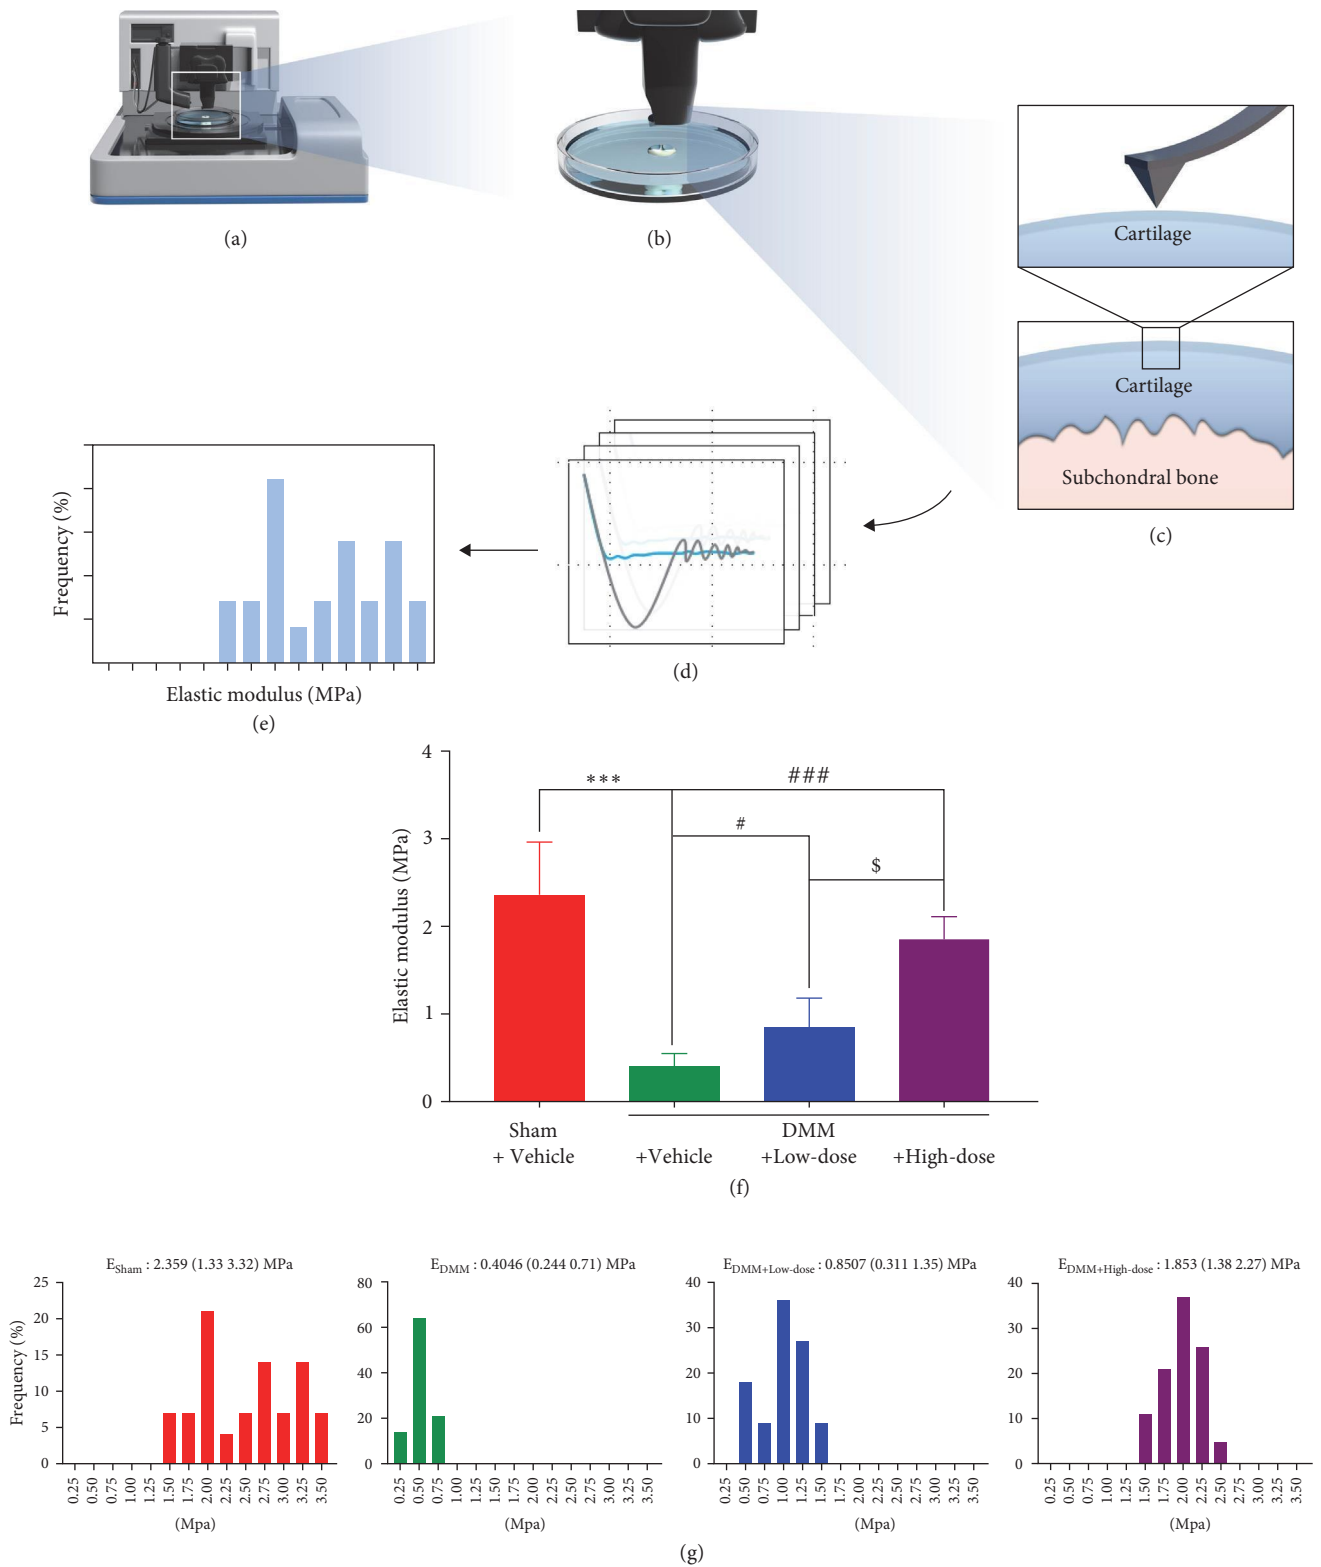 (a)
(b)
Cartilage
Cartilage
Subchondral bone
(c)
(d)
Frequency (%)
Elastic modulus (MPa)
(e)
Elastic modulus (MPa)
4
3
2
1
0
***
###
#
$
Sham
+ Vehicle
DMM
+Vehicle
+Low-dose
+High-dose
(f)
E_Sham : 2.359 (1.33 3.32) MPa
Frequency (%)
25
20
15
10
5
0
0.25 0.50 0.75 1.00 1.25 1.50 1.75 2.00 2.25 2.50 2.75 3.00 3.25 3.50
(Mpa)
E_DMM : 0.4046 (0.244 0.71) MPa
80
60
40
20
0
0.25 0.50 0.75 1.00 1.25 1.50 1.75 2.00 2.25 2.50 2.75 3.00 3.25 3.50
(Mpa)
E_DMM+Low-dose : 0.8507 (0.311 1.35) MPa
40
30
20
10
0
0.25 0.50 0.75 1.00 1.25 1.50 1.75 2.00 2.25 2.50 2.75 3.00 3.25 3.50
(Mpa)
E_DMM+High-dose : 1.853 (1.38 2.27) MPa
40
30
20
10
0
0.25 0.50 0.75 1.00 1.25 1.50 1.75 2.00 2.25 2.50 2.75 3.00 3.25 3.50
(Mpa)
(g)